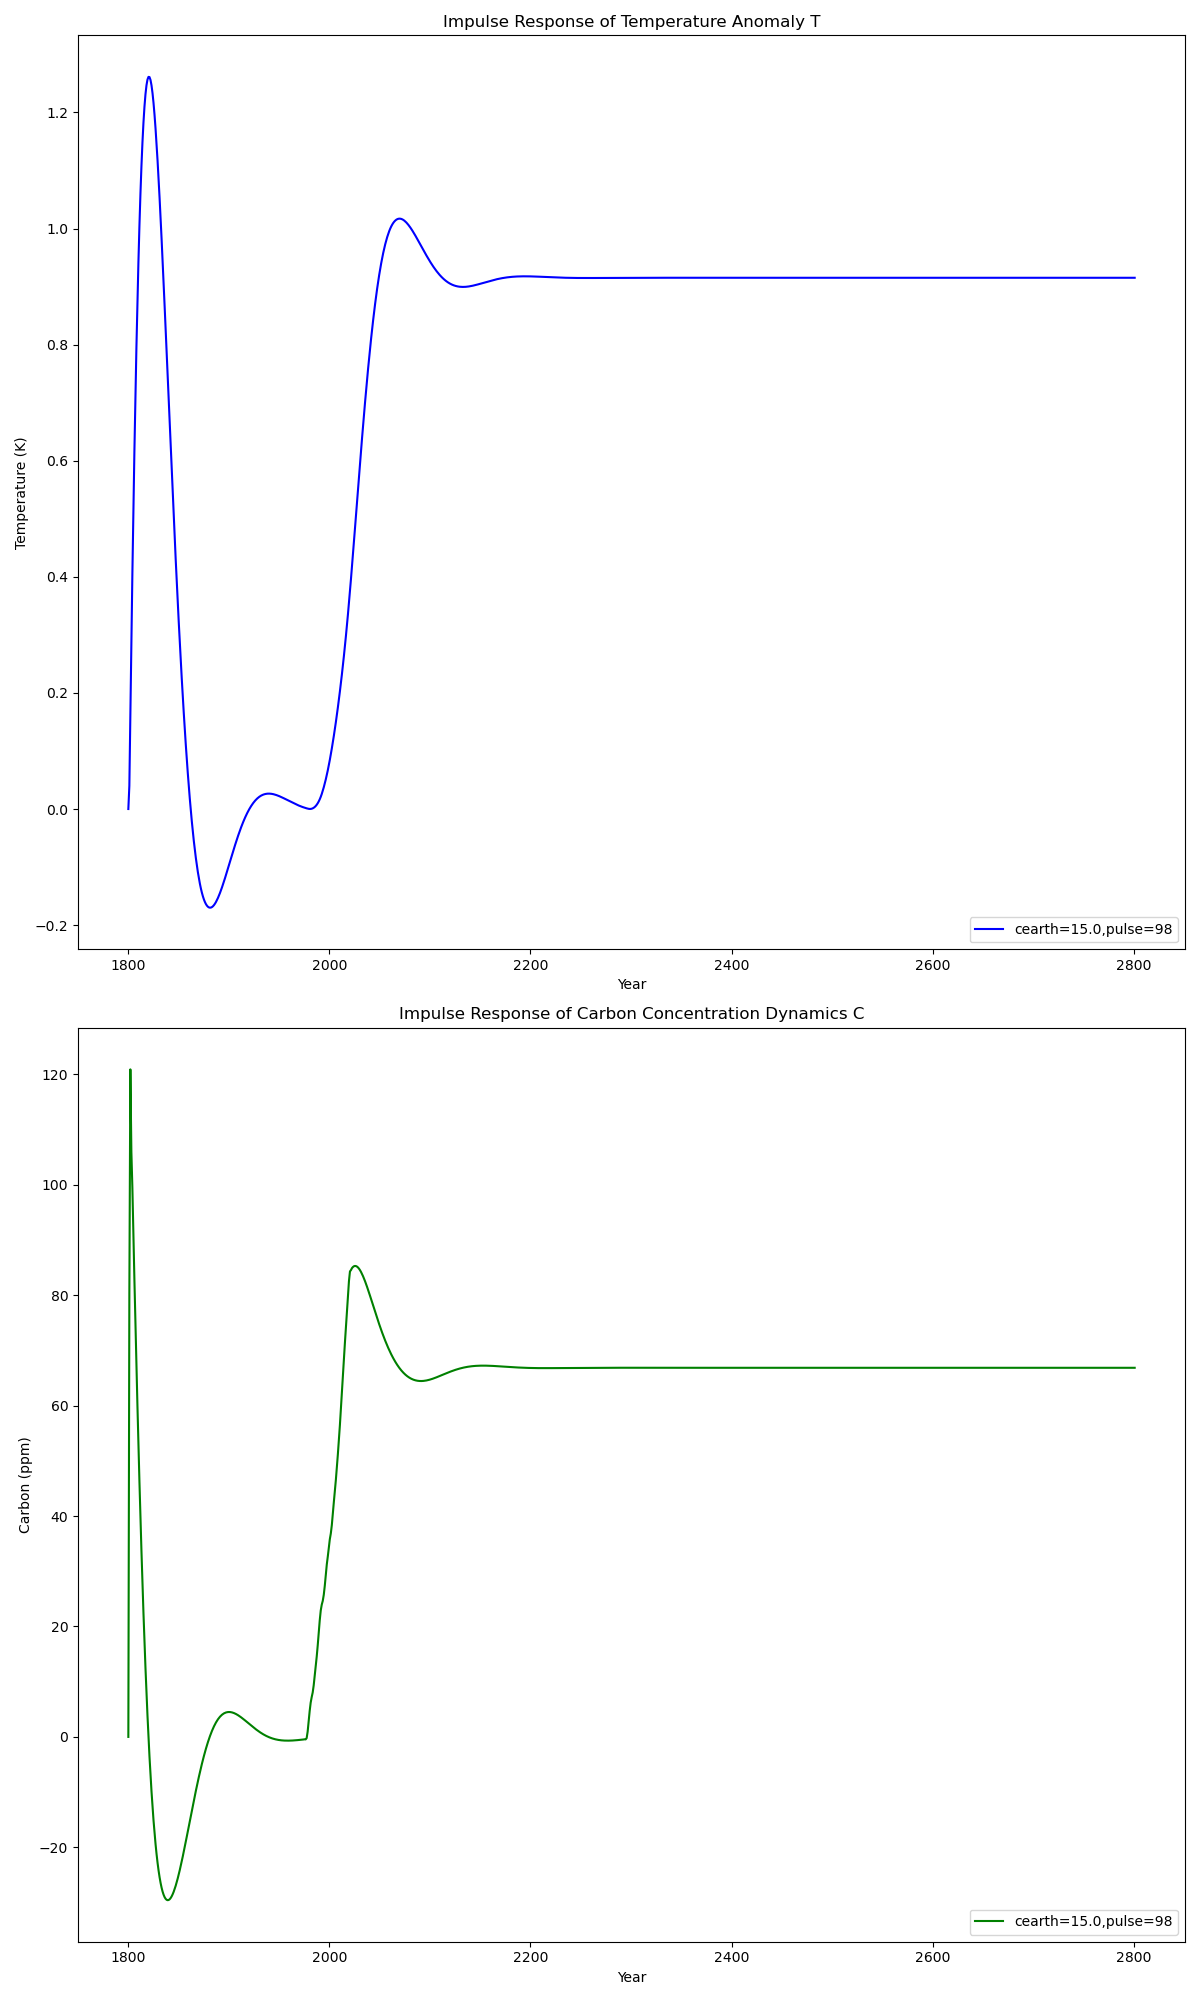 Impulse Response of Temperature Anomaly T
1.2
1.0
0.8
0.6
0.4
0.2
0.0
−0.2
Temperature (K)
cearth=15.0,pulse=98
1800 2000 2200 2400 2600 2800
Year
Impulse Response of Carbon Concentration Dynamics C
120
100
80
60
40
20
0
−20
Carbon (ppm)
cearth=15.0,pulse=98
1800 2000 2200 2400 2600 2800
Year